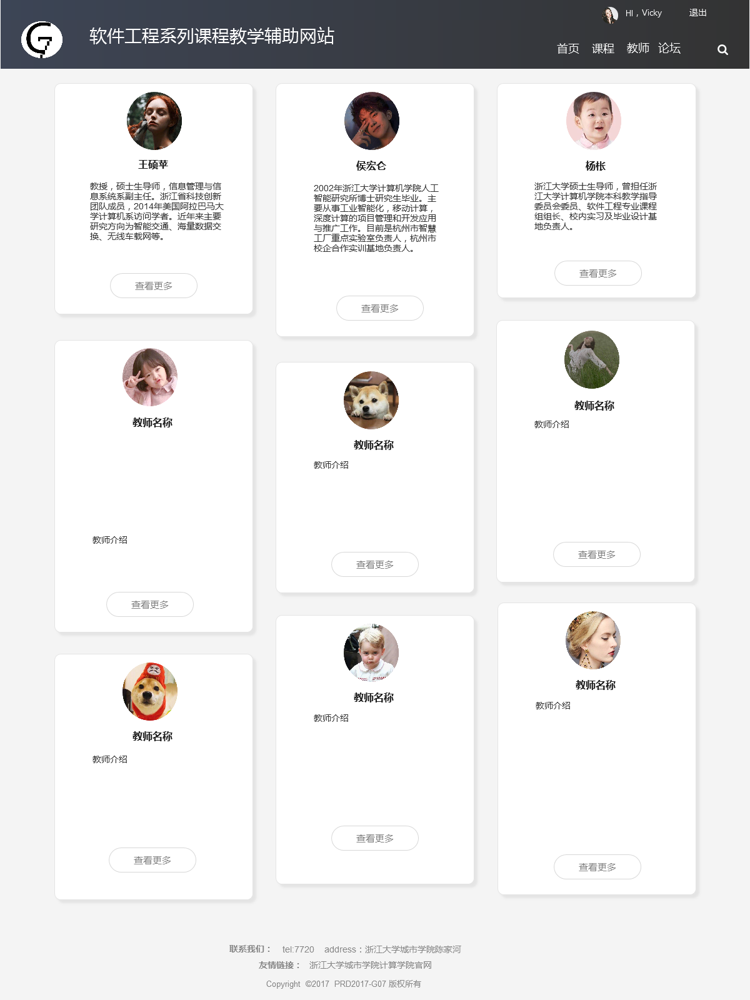 HI，Vicky
退出
软件工程系列课程教学辅助网站
首页 课程 教师 论坛
王硕苹
教授，硕士生导师，信息管理与信
息系统系副主任。浙江省科技创新
团队成员，2014年美国阿拉巴马大
学计算机系访问学者。近年来主要
研究方向为智能交通、海量数据交
换、无线车载网等。
查看更多
侯宏仑
2002年浙江大学计算机学院人工
智能研究所博士研究生毕业。主
要从事工业智能化，移动计算，
深度计算的项目管理和开发应用
与推广工作。目前是杭州市智慧
工厂重点实验室负责人，杭州市
校企合作实训基地负责人。
查看更多
杨枨
浙江大学硕士生导师，曾担任浙
江大学计算机学院本科教学指导
委员会委员、软件工程专业课程
组组长、校内实习及毕业设计基
地负责人。
查看更多
教师名称
教师介绍
查看更多
教师名称
教师介绍
查看更多
教师名称
教师介绍
查看更多
教师名称
教师介绍
查看更多
教师名称
教师介绍
查看更多
教师名称
教师介绍
查看更多
联系我们： tel:7720 address：浙江大学城市学院陈家河
友情链接： 浙江大学城市学院计算学院官网
Copyright ©2017 PRD2017-G07 版权所有